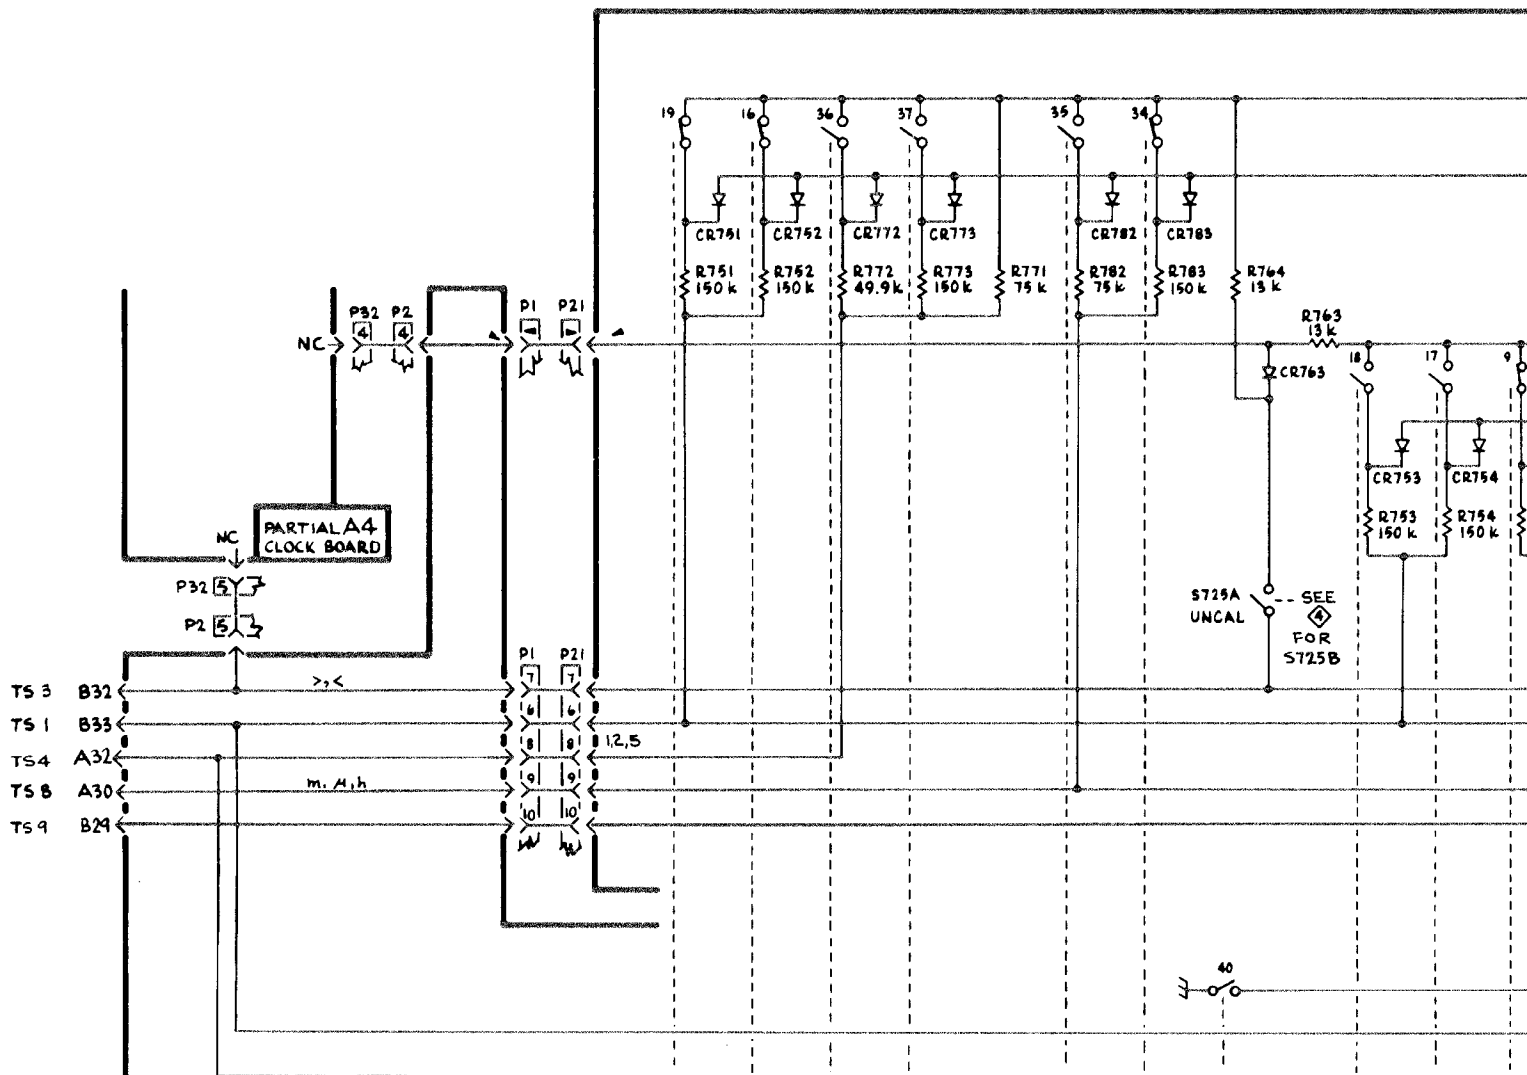 19
16
36
37
35
34
CR751
CR752
CR772
CR773
CR782
CR783
R751
150 k
R752
150 k
R772
49.9k
R773
150 k
R771
75 k
R782
75 k
R783
150 k
R764
13 k
P32
P2
4
4
P1
P21
NC
R763
13 k
18
17
9
CR763
CR753
CR754
R753
150 k
R754
150 k
PARTIAL A4
CLOCK BOARD
NC
P32 5
P2 5
S725A
UNCAL
SEE
4
FOR
S725B
P1
P21
TS 3 B32 >,< 7 7
TS 1 B33 6 6
TS4 A32 8 8 1,2,5
TS 8 A30 m, μ, h 9 9
TS 9 B29 10 10
40